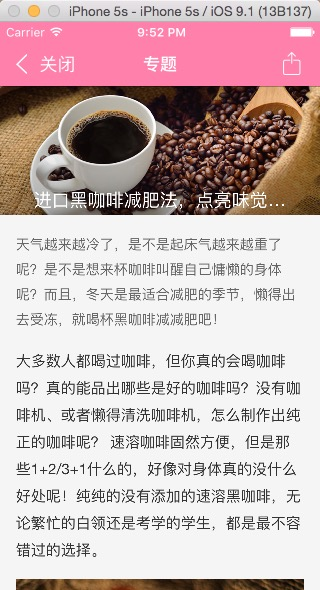 iPhone 5s - iPhone 5s / iOS 9.1 (13B137)
Carrier 9:52 PM
关闭 专题
进口黑咖啡减肥法，点亮味觉…
天气越来越冷了，是不是起床气越来越重了
呢？是不是想来杯咖啡叫醒自己慵懒的身体
呢？而且，冬天是最适合减肥的季节，懒得出
去受冻，就喝杯黑咖啡减减肥吧！
大多数人都喝过咖啡，但你真的会喝咖啡
吗？真的能品出哪些是好的咖啡吗？没有咖
啡机、或者懒得清洗咖啡机，怎么制作出纯
正的咖啡呢？ 速溶咖啡固然方便，但是那
些1+2/3+1什么的，好像对身体真的没什么
好处呢！纯纯的没有添加的速溶黑咖啡，无
论繁忙的白领还是考学的学生，都是最不容
错过的选择。